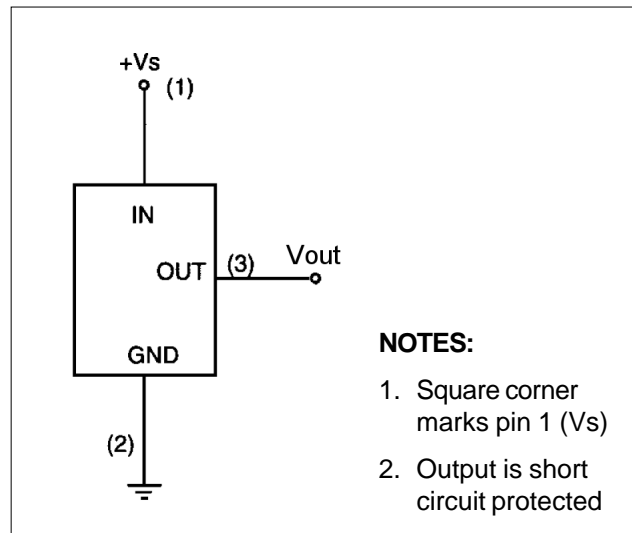 +Vs
(1)
IN
OUT
(3)
Vout
GND
(2)
NOTES:
1. Square corner
marks pin 1 (Vs)
2. Output is short
circuit protected